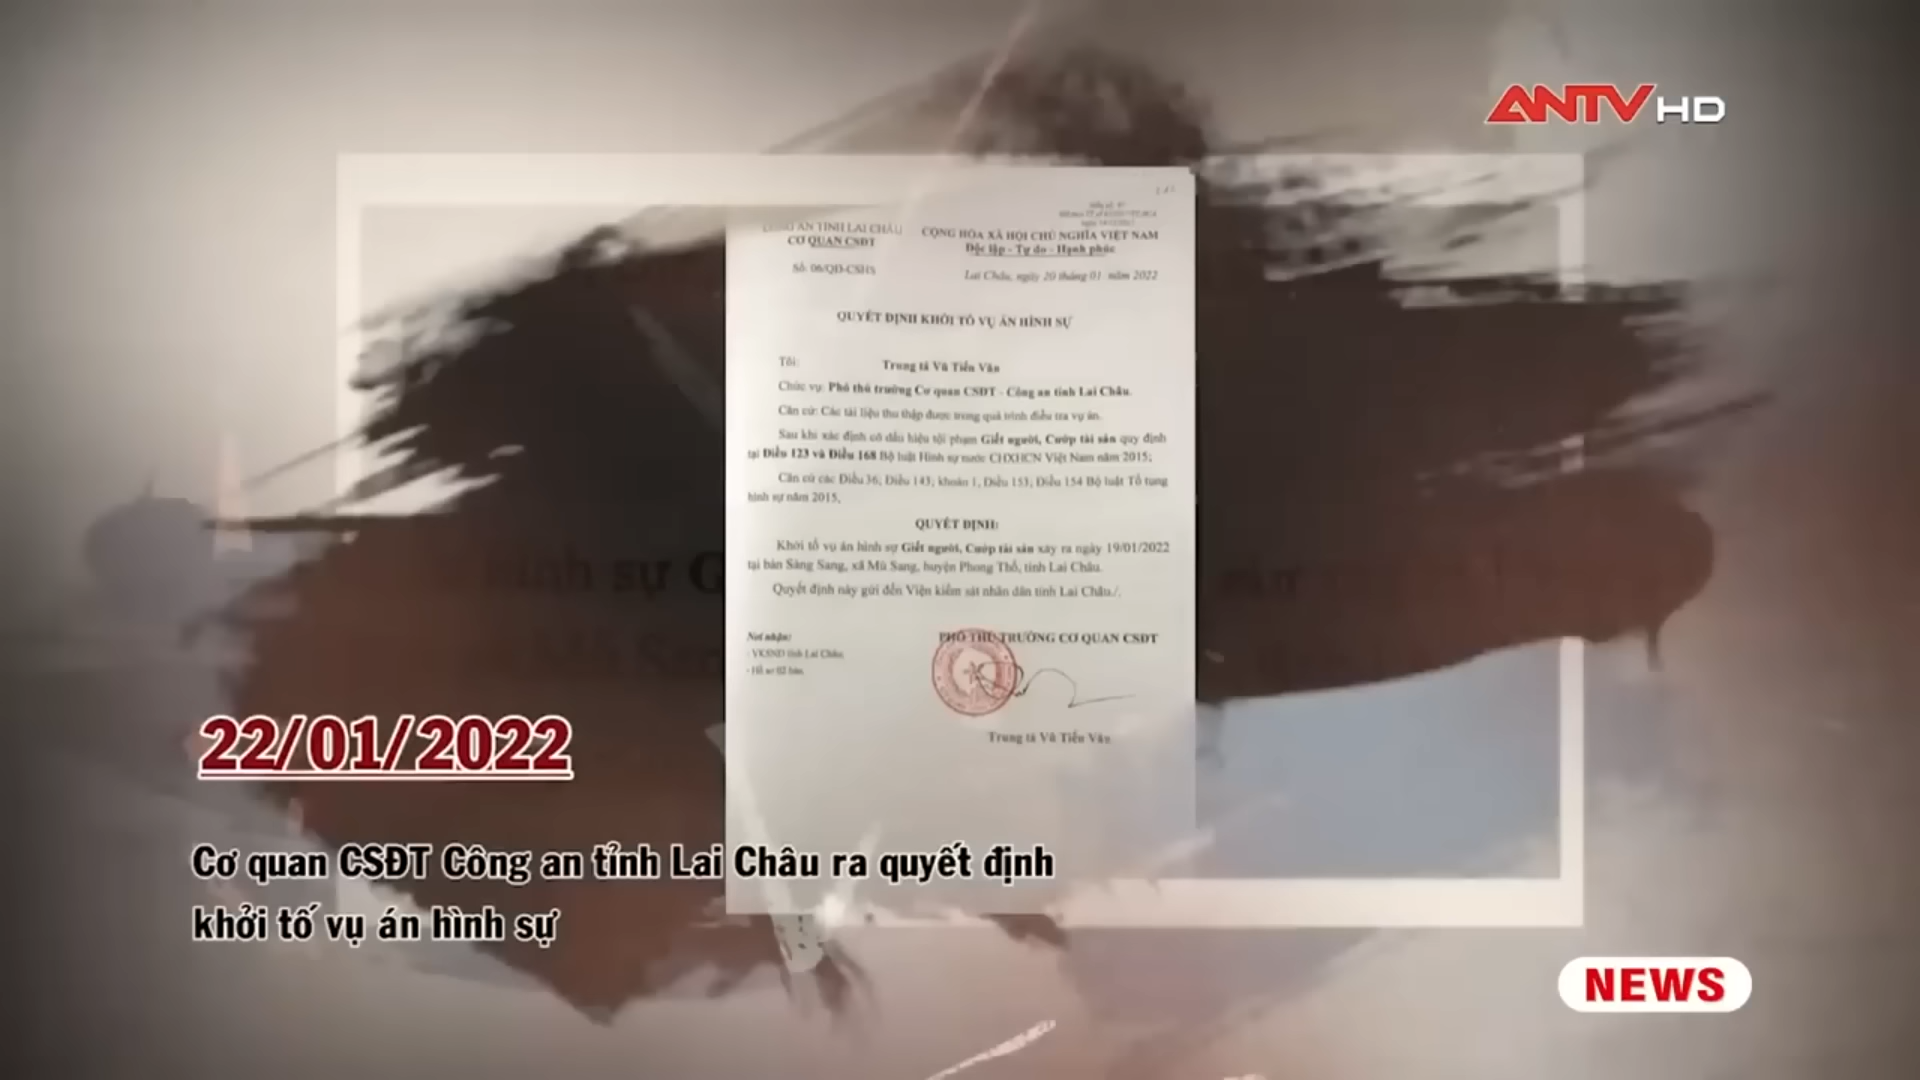 ANTV HD
CÔNG AN TỈNH LAI CHÂU
CƠ QUAN CSĐT
Số: 06/QĐ-CSHS
CỘNG HÒA XÃ HỘI CHỦ NGHĨA VIỆT NAM
Độc lập - Tự do - Hạnh phúc
Lai Châu, ngày 20 tháng 01 năm 2022
QUYẾT ĐỊNH KHỞI TỐ VỤ ÁN HÌNH SỰ
Tôi: Trung tá Vũ Tiến Văn
Chức vụ: Phó thủ trưởng Cơ quan CSĐT - Công an tỉnh Lai Châu.
Căn cứ: Các tài liệu thu thập được trong quá trình điều tra vụ án.
Sau khi xác định có dấu hiệu tội phạm Giết người, Cướp tài sản quy định
tại Điều 123 và Điều 168 Bộ luật Hình sự nước CHXHCN Việt Nam năm 2015;
Căn cứ các Điều 36; Điều 143; khoản 1, Điều 153; Điều 154 Bộ luật Tố tụng
hình sự năm 2015,
QUYẾT ĐỊNH:
Khởi tố vụ án hình sự Giết người, Cướp tài sản xảy ra ngày 19/01/2022
tại bản Sàng Sang, xã Mù Sang, huyện Phong Thổ, tỉnh Lai Châu.
Quyết định này gửi đến Viện kiểm sát nhân dân tỉnh Lai Châu./.
Nơi nhận:
- VKSND tỉnh Lai Châu;
PHÓ THỦ TRƯỞNG CƠ QUAN CSĐT
Trung tá Vũ Tiến Văn
22/01/2022
Cơ quan CSĐT Công an tỉnh Lai Châu ra quyết định
khởi tố vụ án hình sự
NEWS